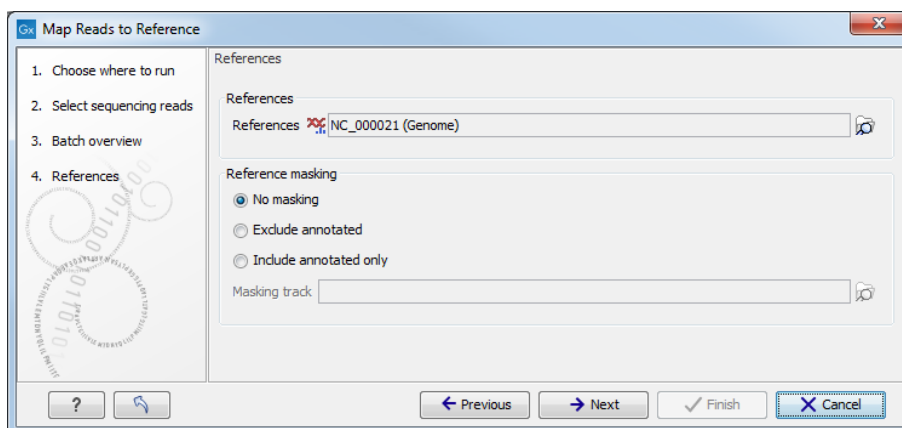 Gx Map Reads to Reference
1. Choose where to run
2. Select sequencing reads
3. Batch overview
4. References
References
References
References NC_000021 (Genome)
Reference masking
No masking
Exclude annotated
Include annotated only
Masking track
? Previous Next Finish Cancel